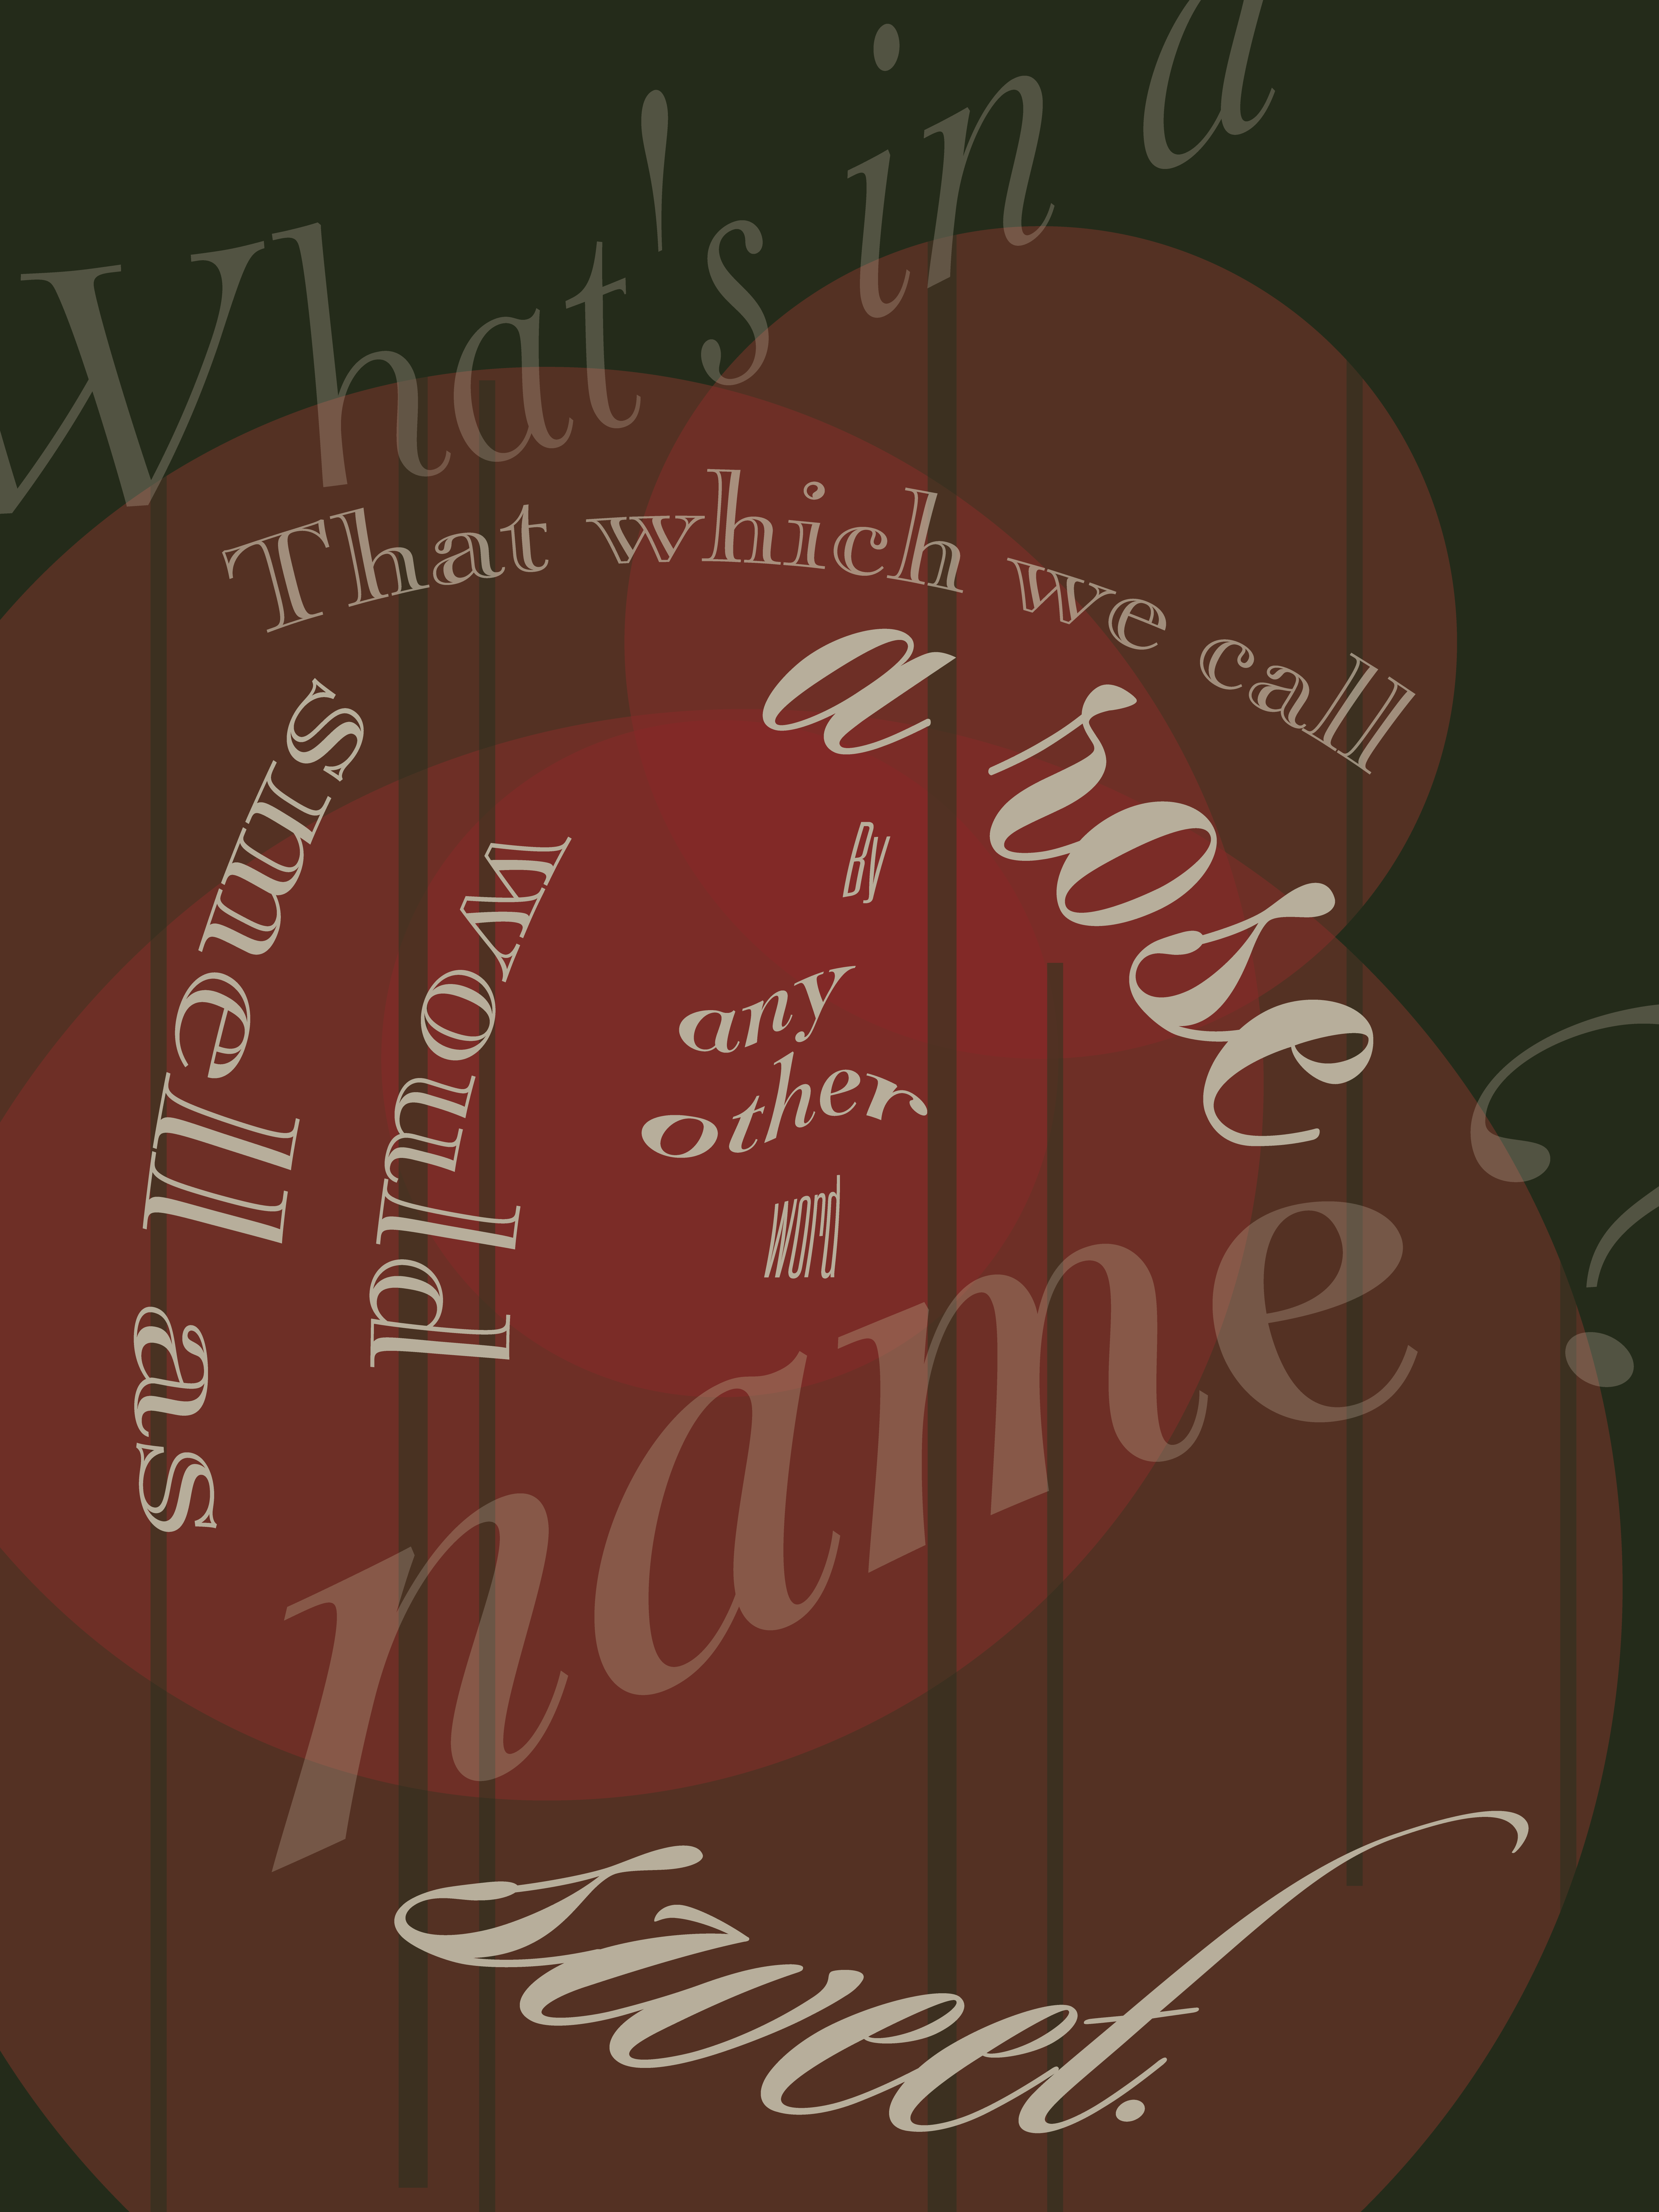 What's in a
name?
That which we call
a rose
by
any
other
word
would
smell as
sweet.